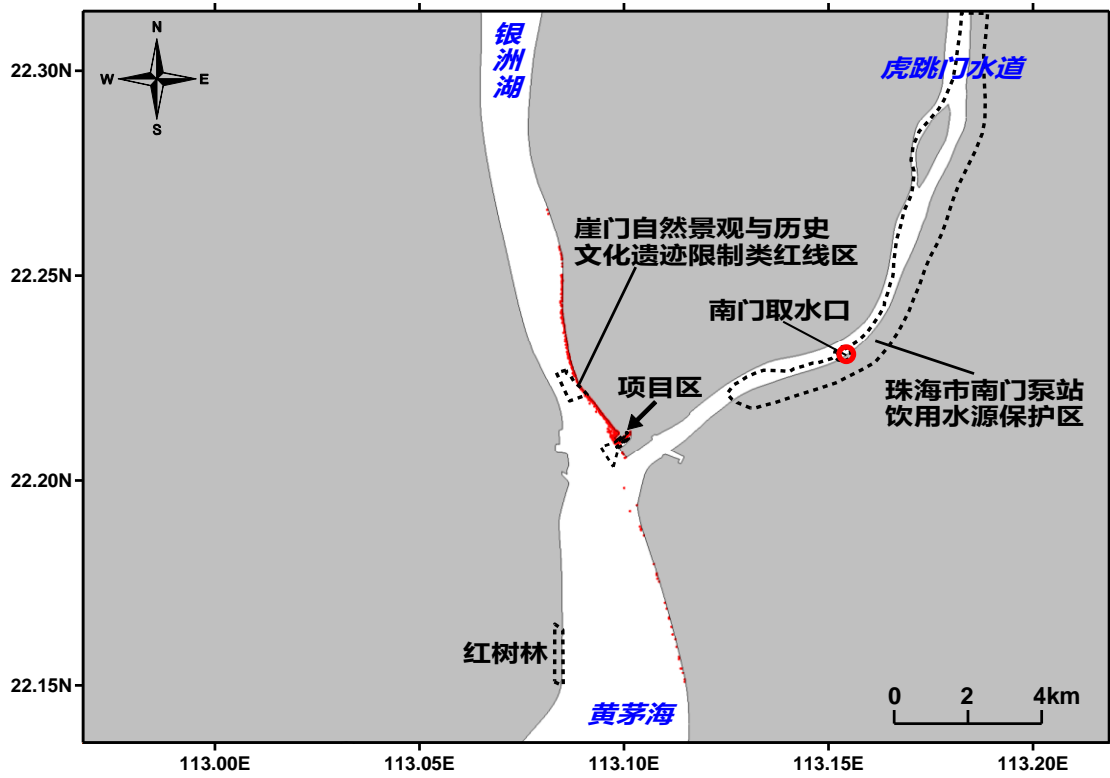 N
W
E
S
22.30N
22.25N
22.20N
22.15N
银
洲
湖
虎跳门水道
崖门自然景观与历史
文化遗迹限制类红线区
南门取水口
项目区
珠海市南门泵站
饮用水源保护区
红树林
黄茅海
0 2 4km
113.00E 113.05E 113.10E 113.15E 113.20E